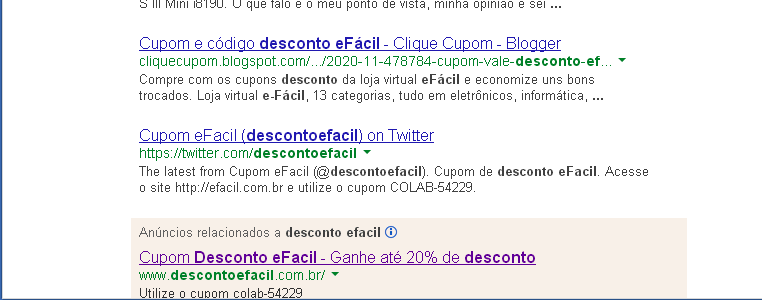 S III Mini i8190. O que falo é o meu ponto de vista, minha opinião e sei ...
Cupom e código desconto eFácil - Clique Cupom - Blogger
cliquecupom.blogspot.com/.../2020-11-478784-cupom-vale-desconto-ef...
Compre com os cupons desconto da loja virtual eFácil e economize uns bons
trocados. Loja virtual e-Fácil, 13 categorias, tudo em eletrônicos, informática, ...
Cupom eFacil (descontoefacil) on Twitter
https://twitter.com/descontoefacil
The latest from Cupom eFacil (@descontoefacil). Cupom de desconto eFacil. Acesse
o site http://efacil.com.br e utilize o cupom COLAB-54229.
Anúncios relacionados a desconto efacil
Cupom Desconto eFacil - Ganhe até 20% de desconto
www.descontoefacil.com.br/
Utilize o cupom colab-54229